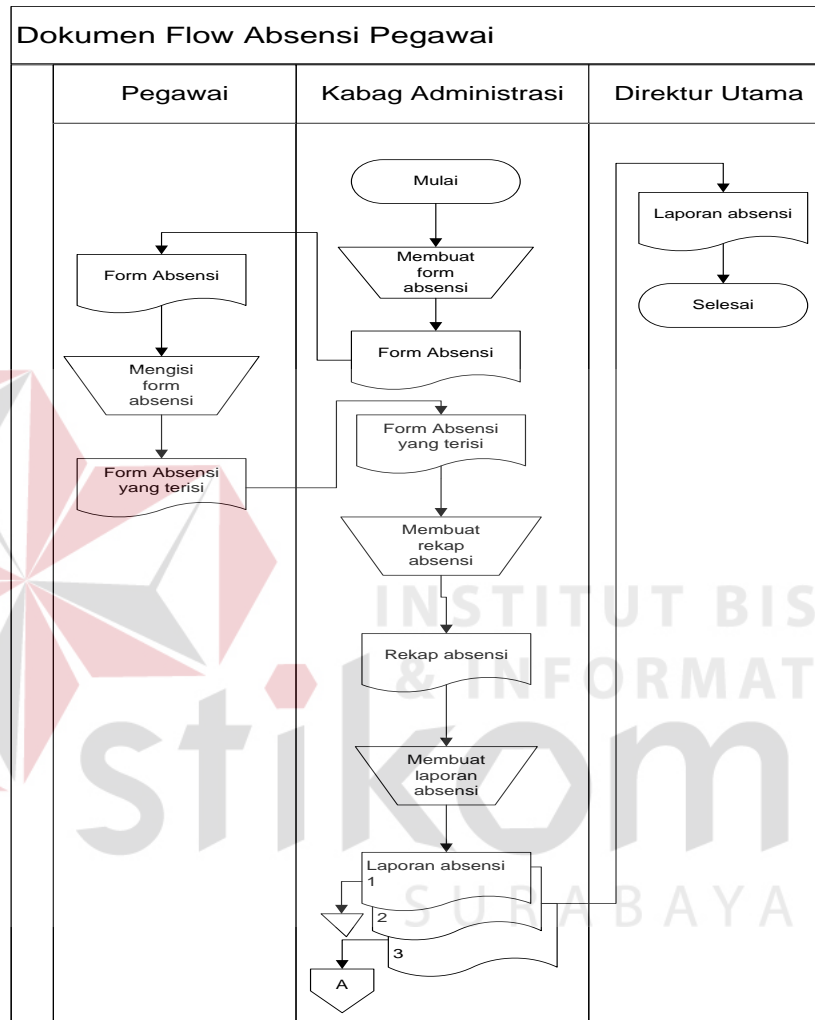 Dokumen Flow Absensi Pegawai
Pegawai
Kabag Administrasi
Direktur Utama
Mulai
Membuat
form
absensi
Form Absensi
Form Absensi
Mengisi
form
absensi
Form Absensi
yang terisi
Form Absensi
yang terisi
Membuat
rekap
absensi
Rekap absensi
Membuat
laporan
absensi
Laporan absensi
1
2
3
A
Laporan absensi
Selesai
INSTITUT BIS
& INFORMAT
stikom
SURABAYA